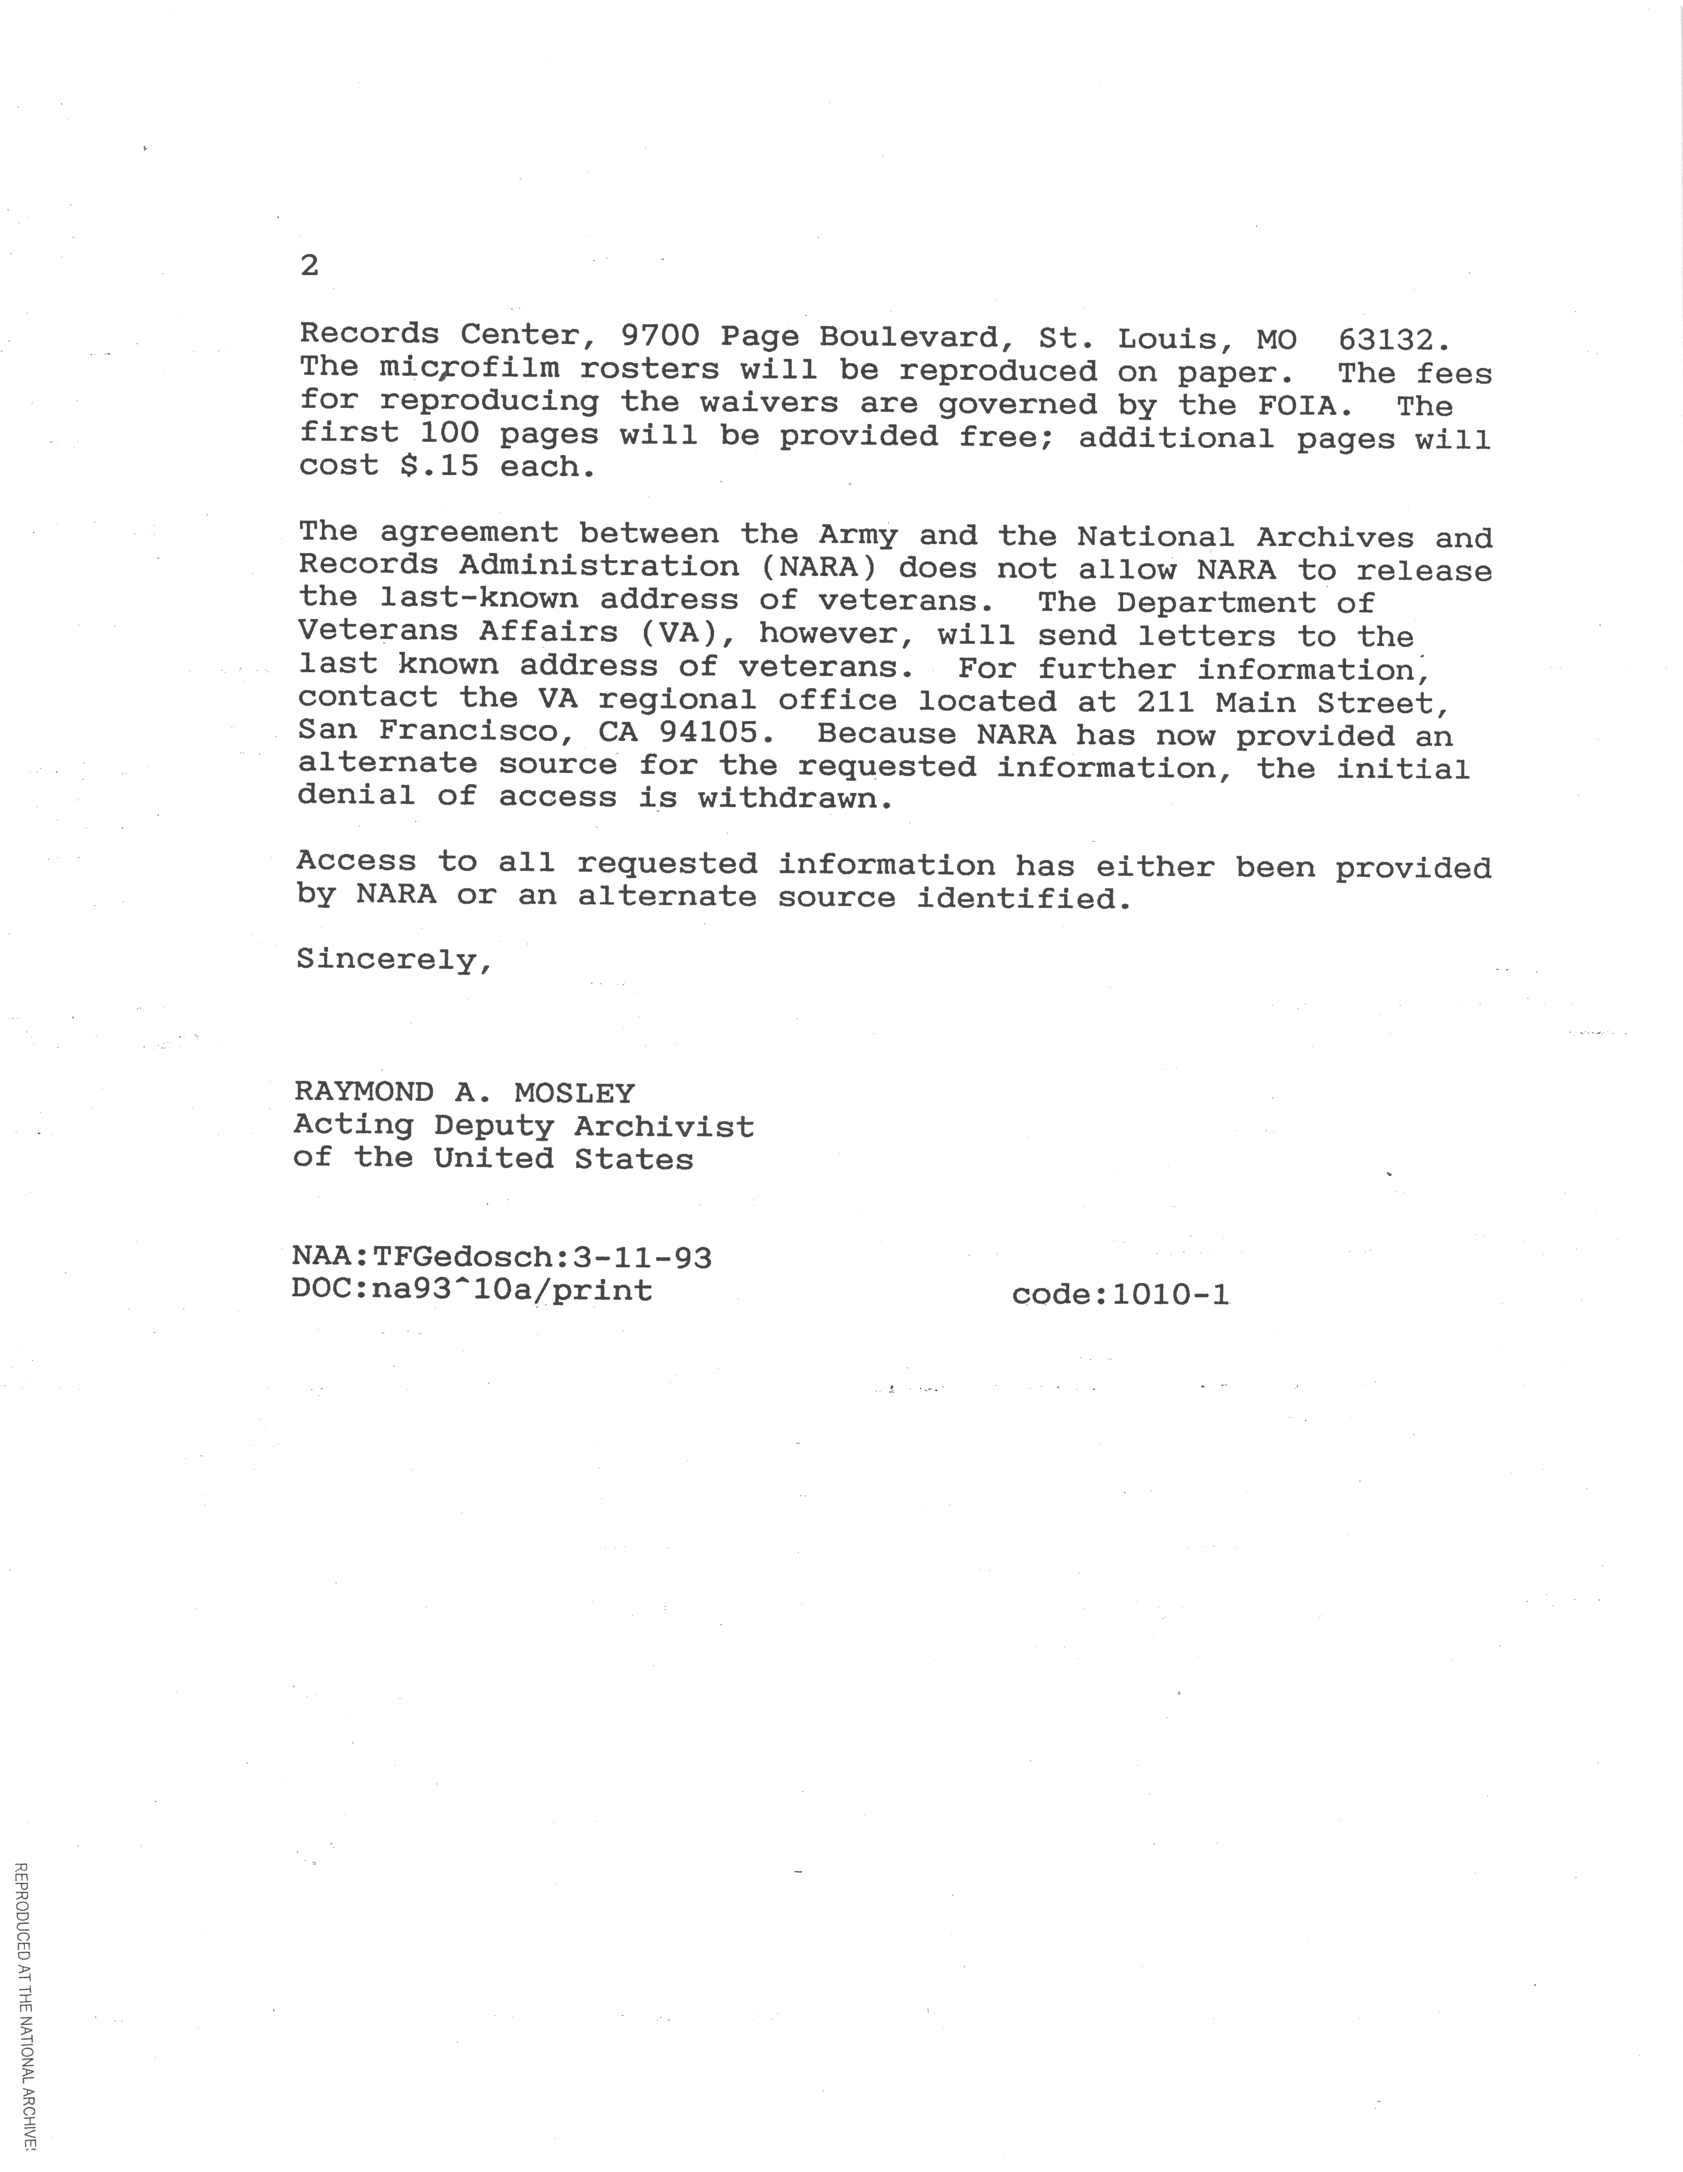 2
Records Center, 9700 Page Boulevard, St. Louis, MO 63132.
The microfilm rosters will be reproduced on paper. The fees
for reproducing the waivers are governed by the FOIA. The
first 100 pages will be provided free; additional pages will
cost $.15 each.
The agreement between the Army and the National Archives and
Records Administration (NARA) does not allow NARA to release
the last-known address of veterans. The Department of
Veterans Affairs (VA), however, will send letters to the
last known address of veterans. For further information,
contact the VA regional office located at 211 Main Street,
San Francisco, CA 94105. Because NARA has now provided an
alternate source for the requested information, the initial
denial of access is withdrawn.
Access to all requested information has either been provided
by NARA or an alternate source identified.
Sincerely,
RAYMOND A. MOSLEY
Acting Deputy Archivist
of the United States
NAA:TFGedosch:3-11-93
DOC:na93^10a/print code:1010-1
REPRODUCED AT THE NATIONAL ARCHIVES